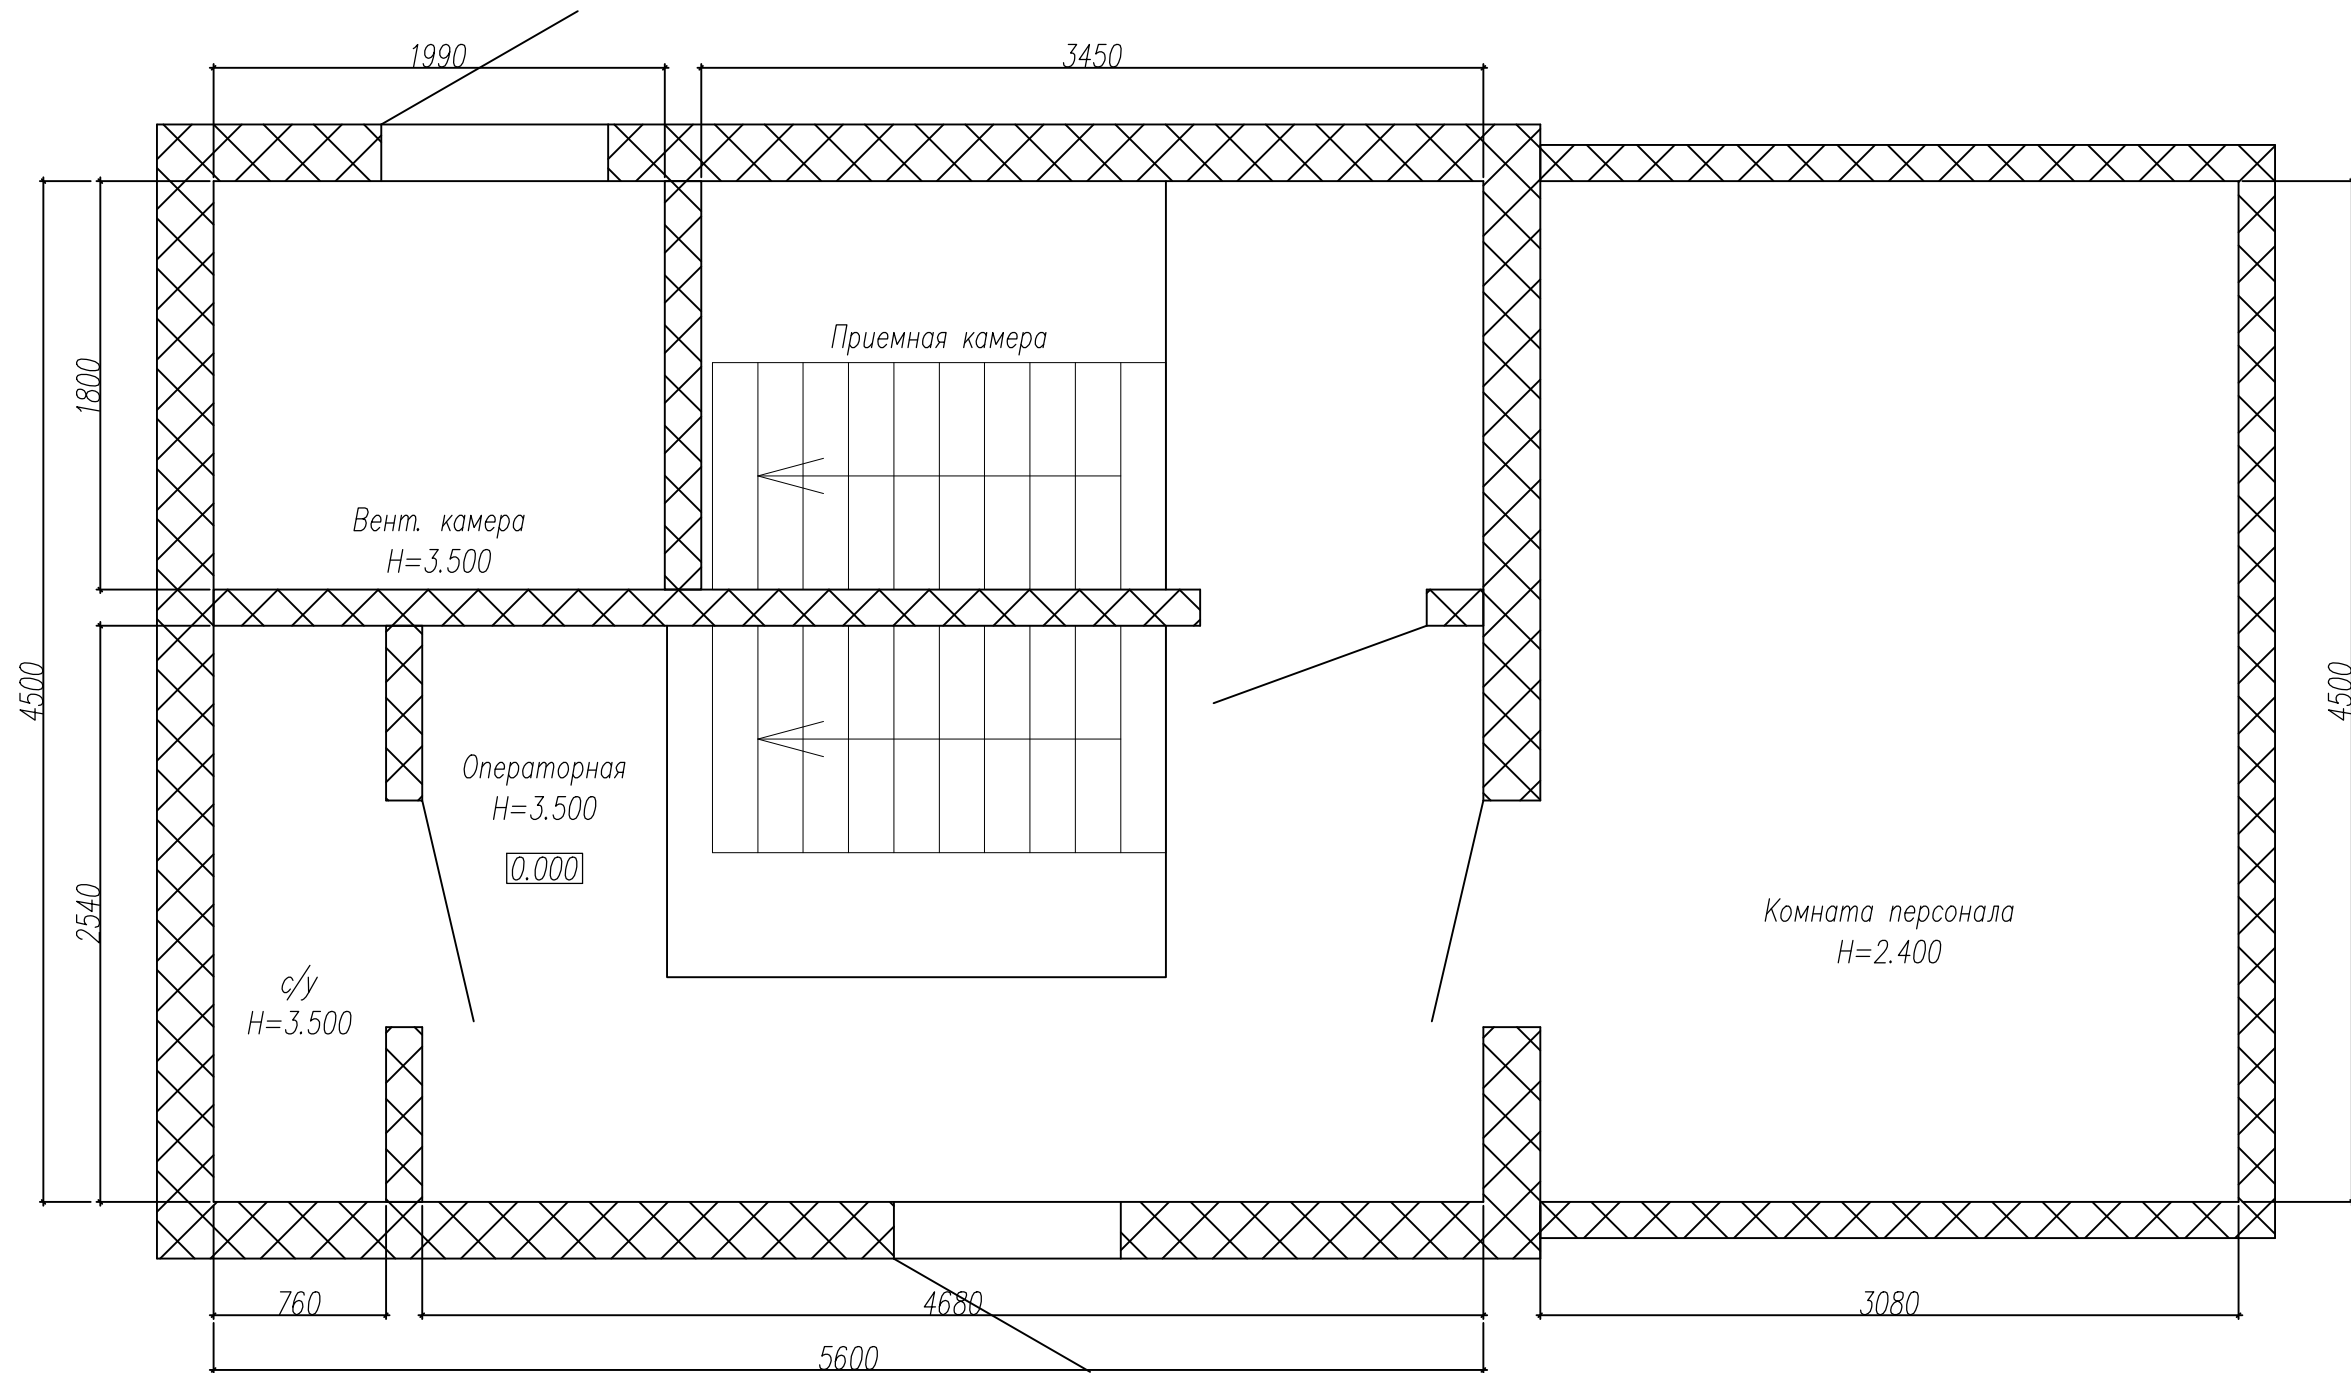 1990
3450
Приемная камера
1800
Вент. камера
H=3.500
4500
4500
Операторная
H=3.500
0.000
2540
Комната персонала
H=2.400
с/у
H=3.500
760
4680
3080
5600